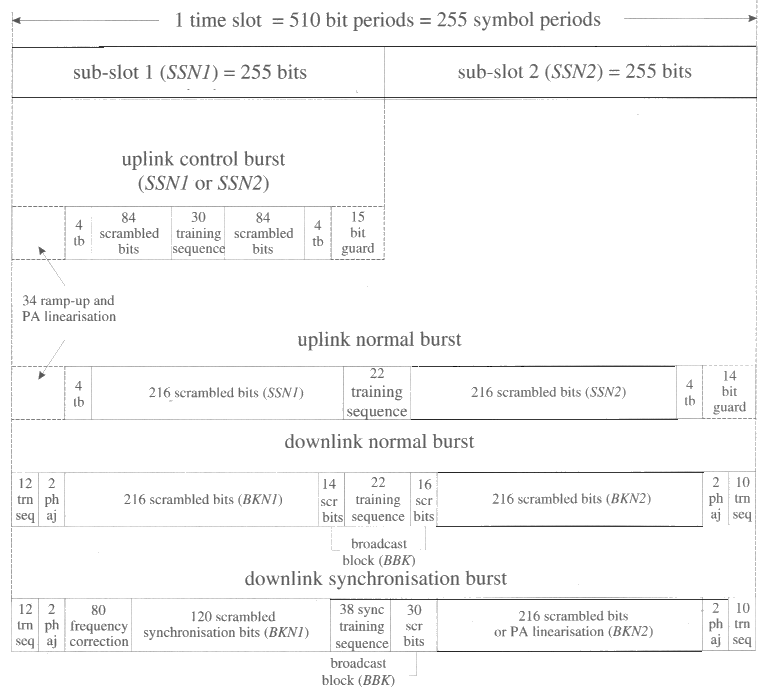 1 time slot = 510 bit periods = 255 symbol periods
sub-slot 1 (SSN1) = 255 bits
sub-slot 2 (SSN2) = 255 bits
uplink control burst
(SSN1 or SSN2)
4
tb
84
scrambled
bits
30
training
sequence
84
scrambled
bits
4
tb
15
bit
guard
34 ramp-up and
PA linearisation
uplink normal burst
4
tb
216 scrambled bits (SSN1)
22
training
sequence
216 scrambled bits (SSN2)
4
tb
14
bit
guard
downlink normal burst
12
trn
seq
2
ph
aj
216 scrambled bits (BKN1)
14
scr
bits
22
training
sequence
16
scr
bits
216 scrambled bits (BKN2)
2
ph
aj
10
trn
seq
broadcast
block (BBK)
downlink synchronisation burst
12
trn
seq
2
ph
aj
80
frequency
correction
120 scrambled
synchronisation bits (BKN1)
38 sync
training
sequence
30
scr
bits
216 scrambled bits
or PA linearisation (BKN2)
2
ph
aj
10
trn
seq
broadcast
block (BBK)